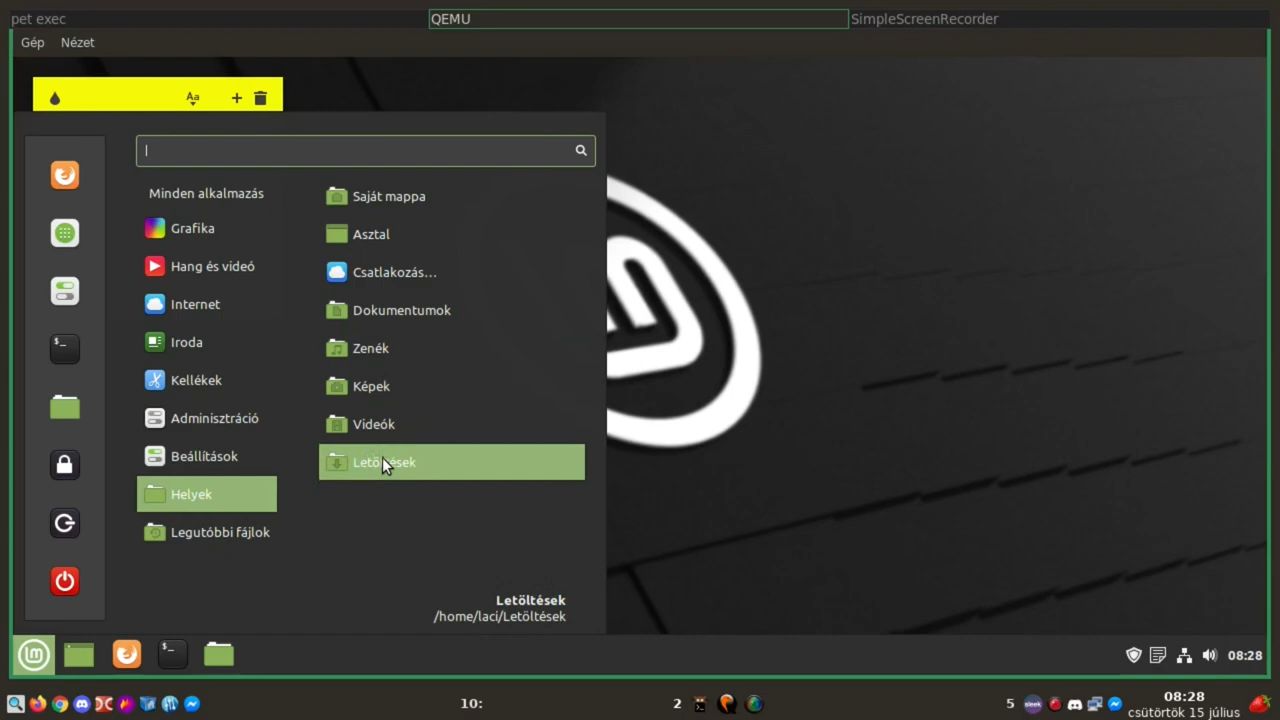 pet exec
QEMU
SimpleScreenRecorder
Gép Nézet
Aa
Minden alkalmazás
Grafika
Hang és videó
Internet
Iroda
Kellékek
Adminisztráció
Beállítások
Helyek
Legutóbbi fájlok
Saját mappa
Asztal
Csatlakozás...
Dokumentumok
Zenék
Képek
Videók
Letöltések
Letöltések
/home/laci/Letöltések
$_
$_
08:28
10:
2
5
sleek
08:28
csütörtök 15 július